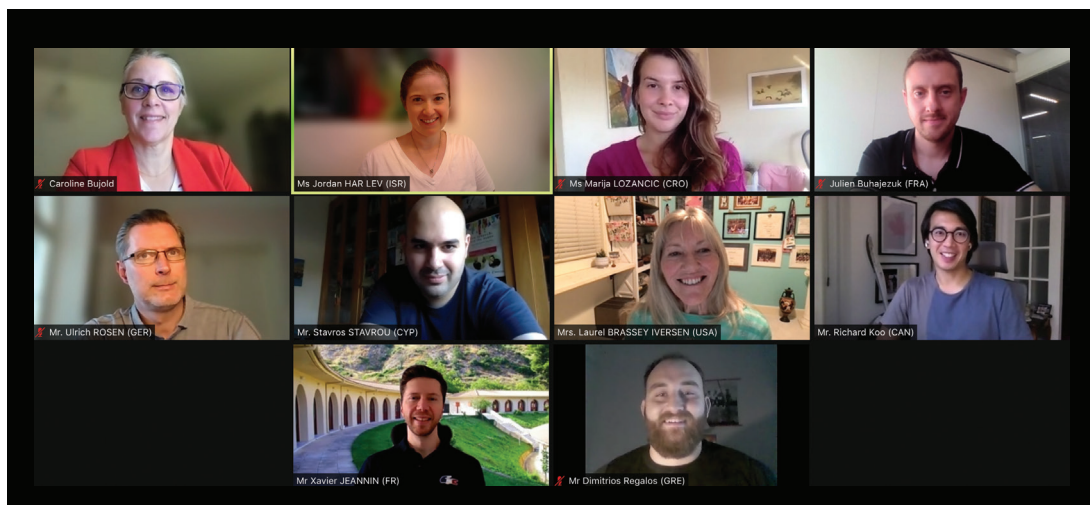 Caroline Bujold
Ms Jordan HAR LEV (ISR)
Ms Marija LOZANCIC (CRO)
Julien Buhajezuk (FRA)
Mr. Ulrich ROSEN (GER)
Mr. Stavros STAVROU (CYP)
Mrs. Laurel BRASSEY IVERSEN (USA)
Mr. Richard Koo (CAN)
Mr Xavier JEANNIN (FR)
Mr Dimitrios Regalos (GRE)